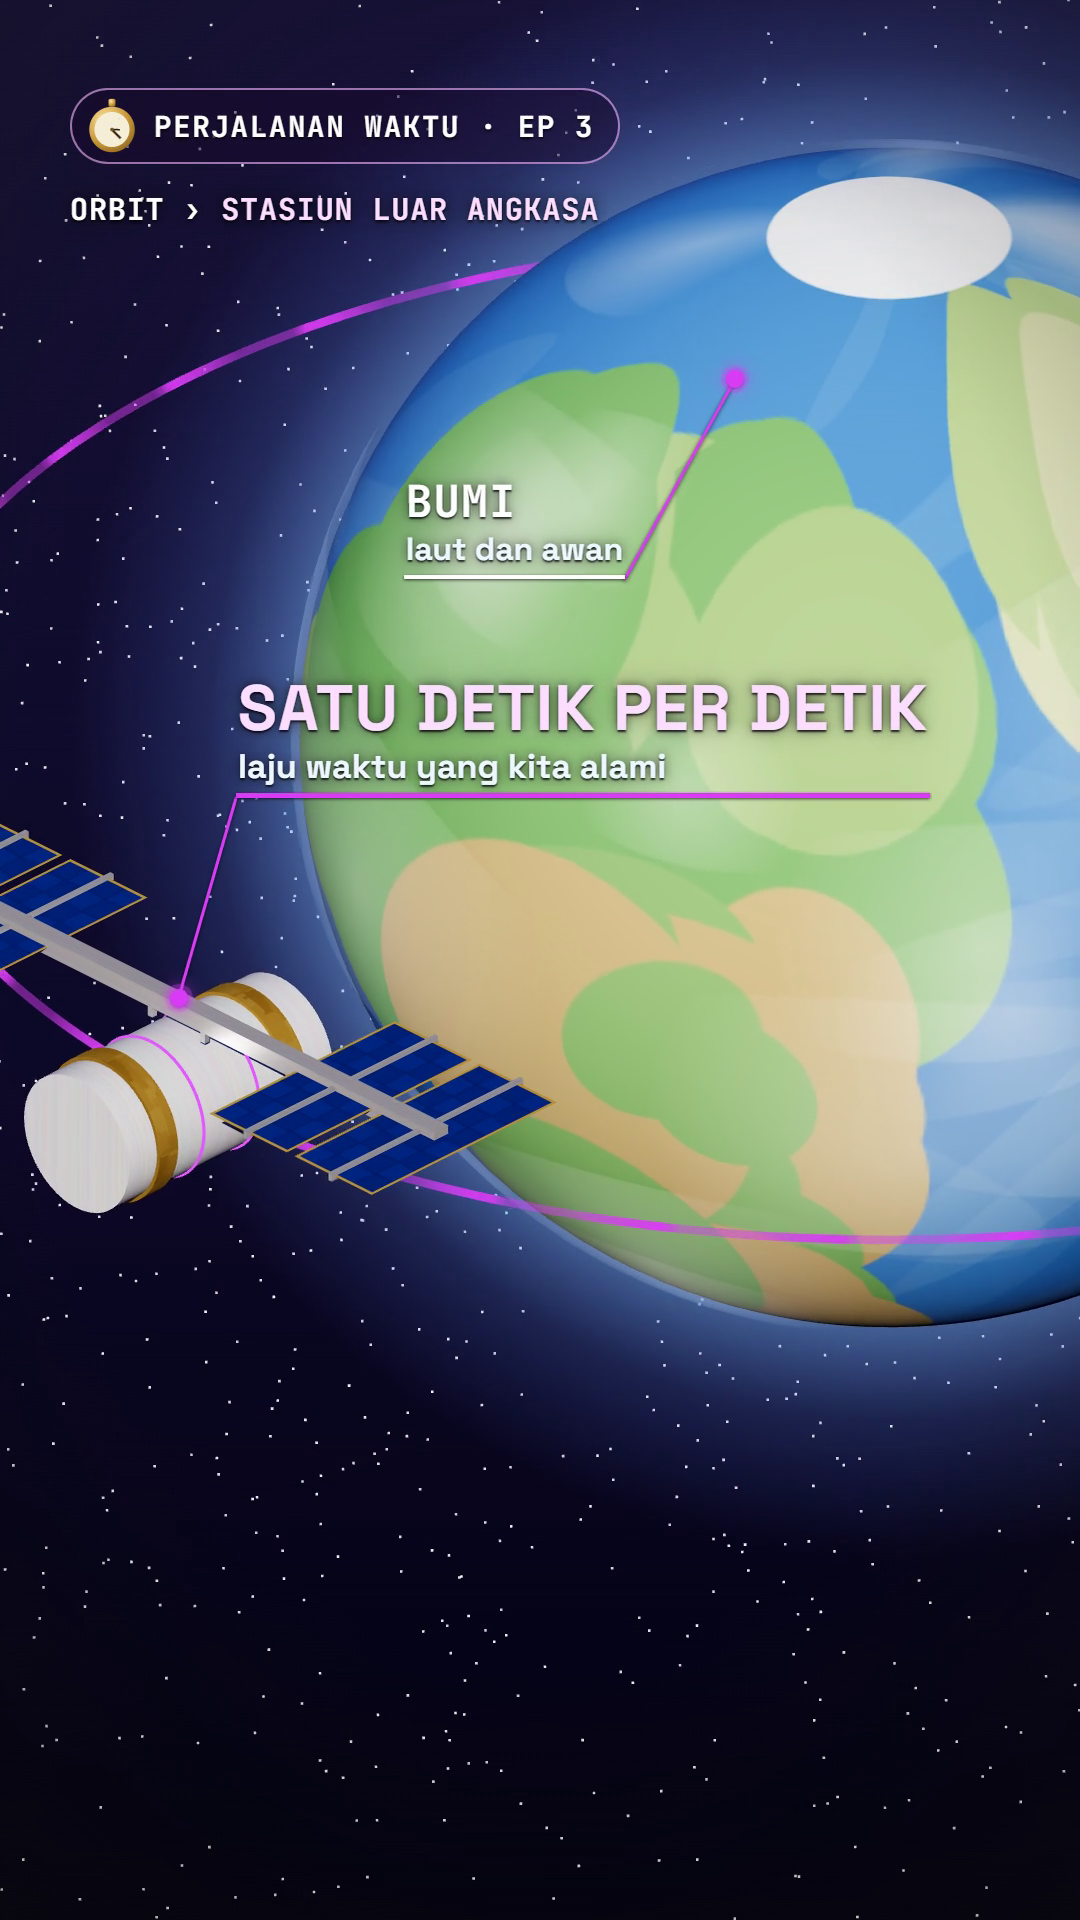 PERJALANAN WAKTU · EP 3
ORBIT › STASIUN LUAR ANGKASA
BUMI
laut dan awan
SATU DETIK PER DETIK
laju waktu yang kita alami